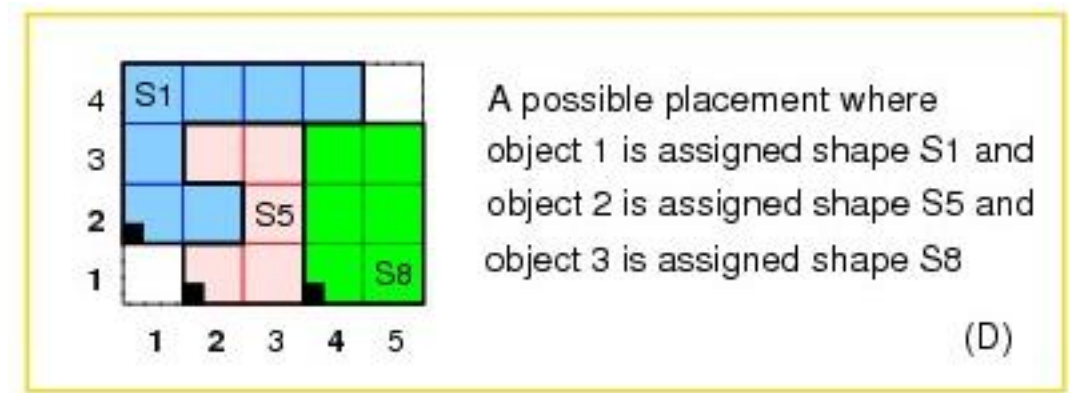 4 S1
A possible placement where
3
object 1 is assigned shape S1 and
2 S5
object 2 is assigned shape S5 and
1 S8
object 3 is assigned shape S8
1 2 3 4 5
(D)